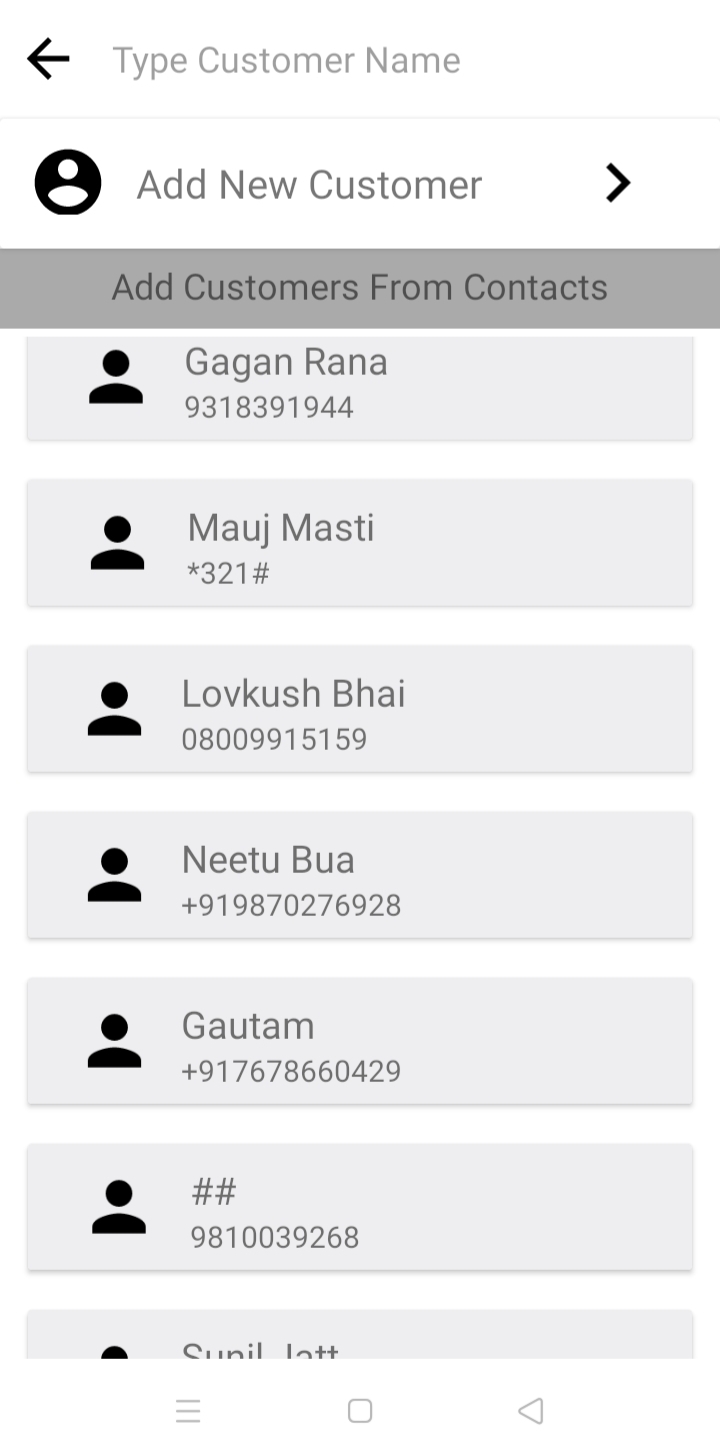 Type Customer Name
Add New Customer
Add Customers From Contacts
Gagan Rana
9318391944
Mauj Masti
*321#
Lovkush Bhai
08009915159
Neetu Bua
+919870276928
Gautam
+917678660429
##
9810039268
Sunil Jatt